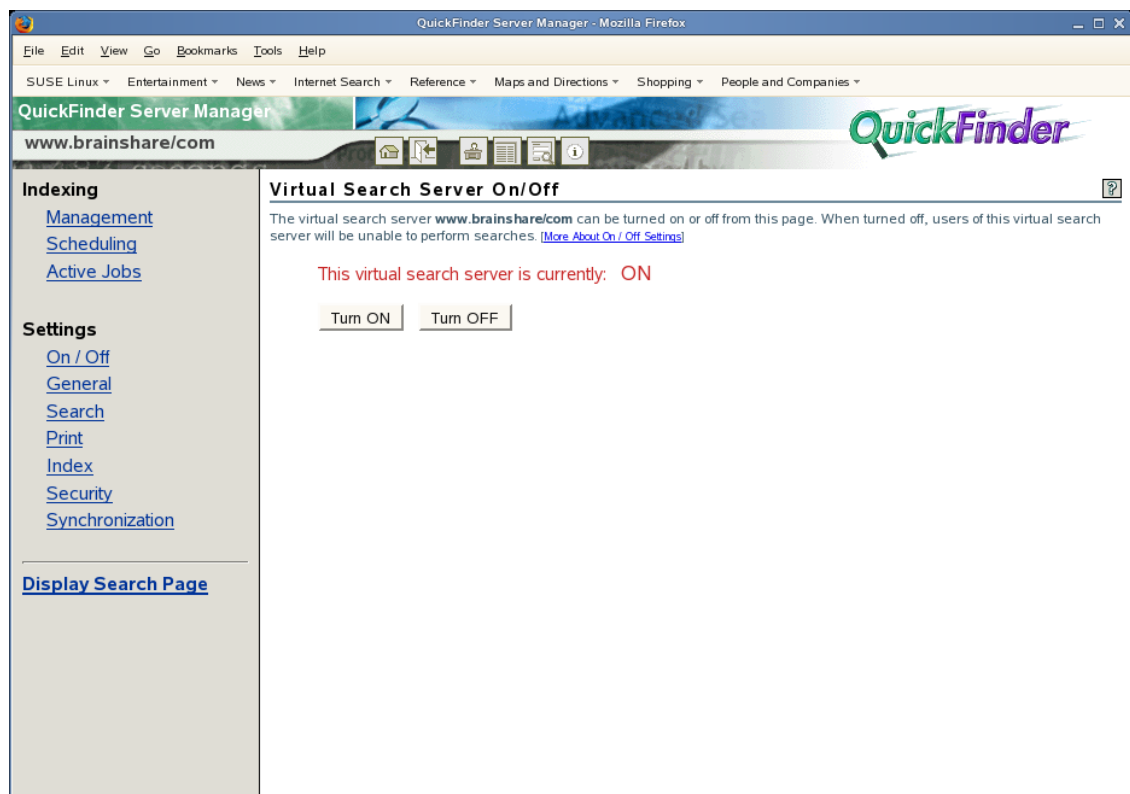 QuickFinder Server Manager - Mozilla Firefox
File Edit View Go Bookmarks Tools Help
SUSE Linux Entertainment News Internet Search Reference Maps and Directions Shopping People and Companies
QuickFinder Server Manager
Advanced Sea
QuickFinder
www.brainshare/com
Indexing
Management
Scheduling
Active Jobs
Settings
On / Off
General
Search
Print
Index
Security
Synchronization
Display Search Page
Virtual Search Server On/Off
?
The virtual search server www.brainshare/com can be turned on or off from this page. When turned off, users of this virtual search
server will be unable to perform searches. [More About On / Off Settings]
This virtual search server is currently: ON
Turn ON Turn OFF